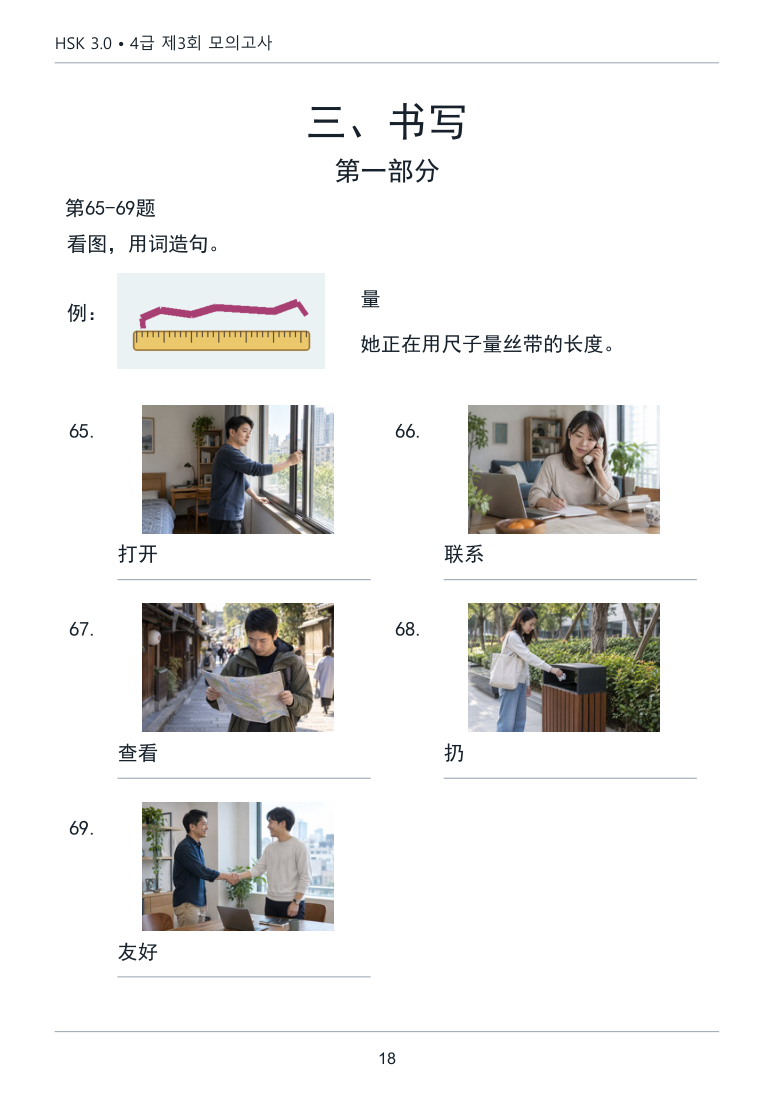 HSK 3.0 • 4급 제3회 모의고사
三、书写
第一部分
第65-69题
看图，用词造句。
例：
量
她正在用尺子量丝带的长度。
65.
打开
66.
联系
67.
查看
68.
扔
69.
友好
18